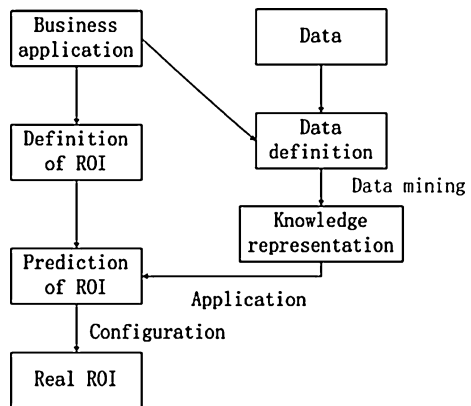 Business
application
Data
Definition
of ROI
Data
definition
Data mining
Knowledge
representation
Prediction
of ROI
Application
Configuration
Real ROI